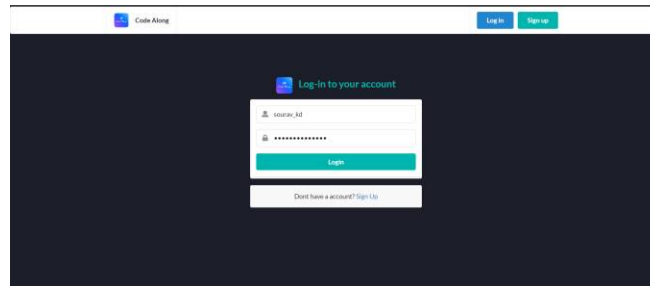 Code Along
Log in
Sign up
Log-in to your account
sourav_kd
••••••••••••••
Login
Dont have a account? Sign Up